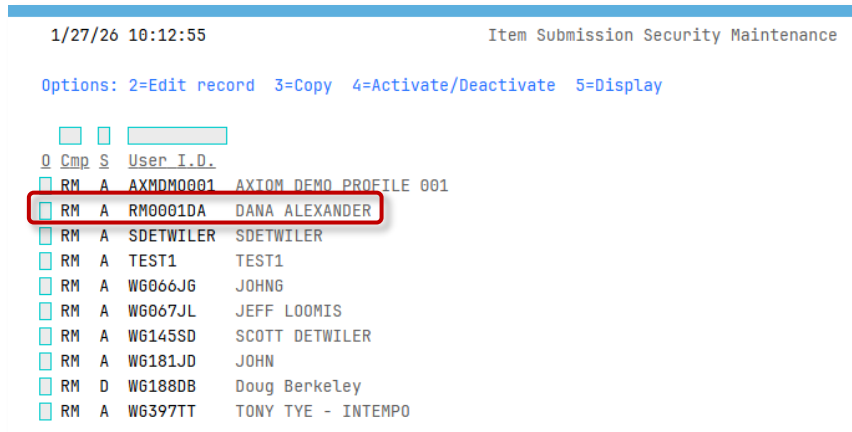 1/27/26 10:12:55 Item Submission Security Maintenance
Options: 2=Edit record 3=Copy 4=Activate/Deactivate 5=Display
O Cmp S User I.D.
RM A AXMDMO001 AXIOM DEMO PROFILE 001
RM A RM0001DA DANA ALEXANDER
RM A SDETWILER SDETWILER
RM A TEST1 TEST1
RM A WG066JG JOHNG
RM A WG067JL JEFF LOOMIS
RM A WG145SD SCOTT DETWILER
RM A WG181JD JOHN
RM D WG188DB Doug Berkeley
RM A WG397TT TONY TYE - INTEMPO